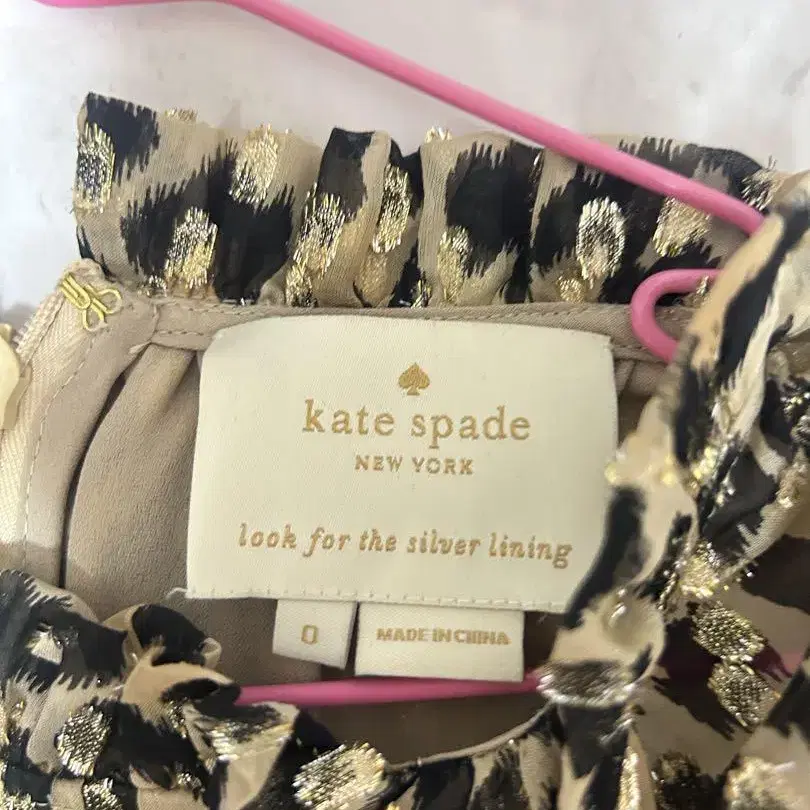 kate spade
NEW YORK
look for the silver lining
0
MADE IN CHINA